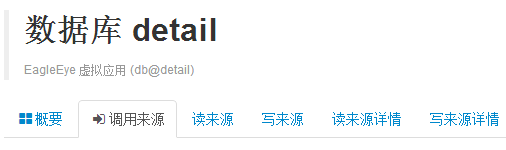 数据库 detail
EagleEye 虚拟应用 (db@detail)
概要 调用来源 读来源 写来源 读来源详情 写来源详情